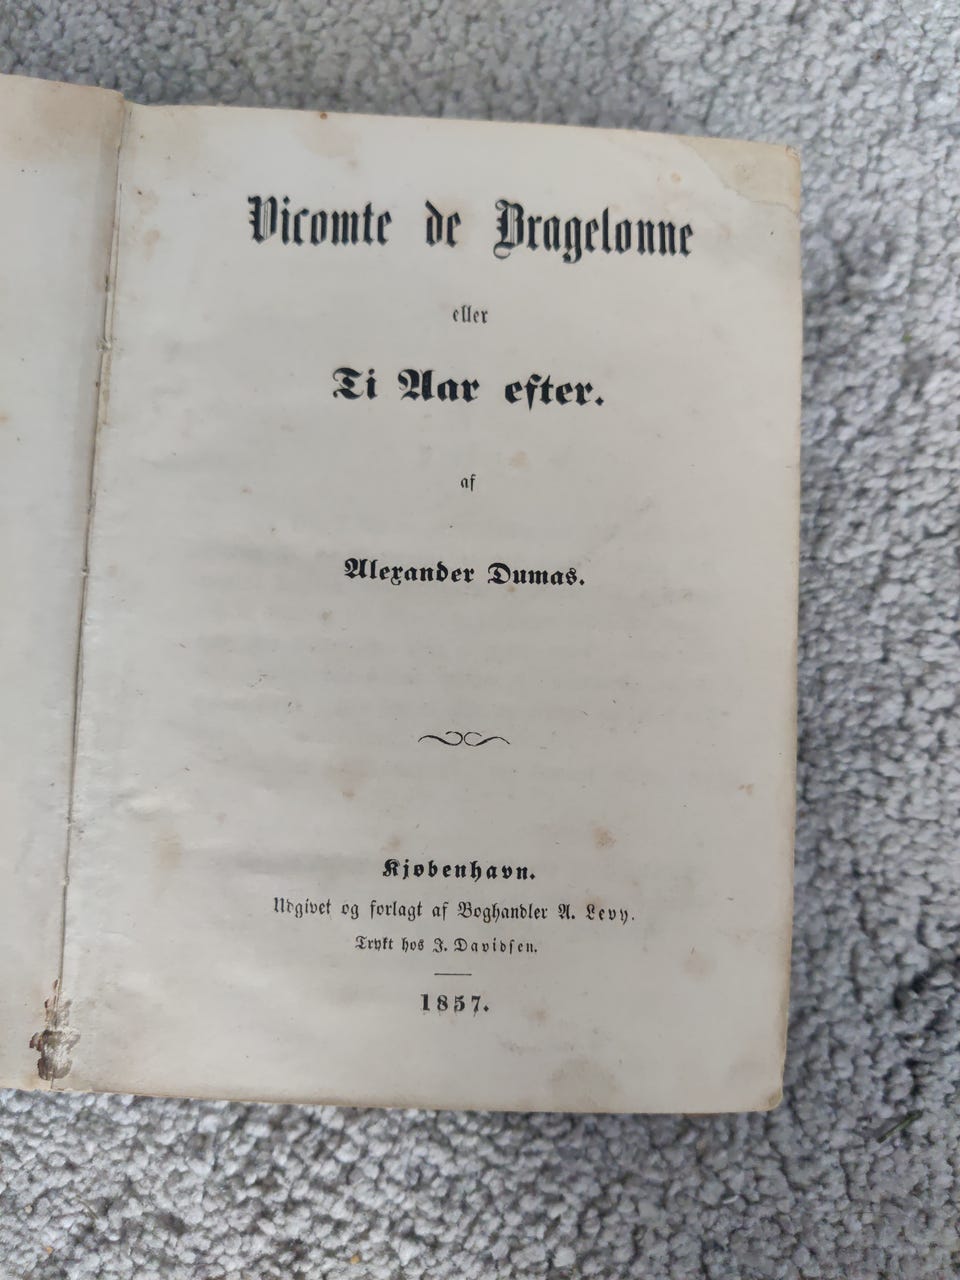 Vicomte de Bragelonne
eller
Ti Aar efter.
af
Alexander Dumas.
Kjøbenhavn.
Udgivet og forlagt af Boghandler A. Levy.
Trykt hos J. Davidsen.
1857.